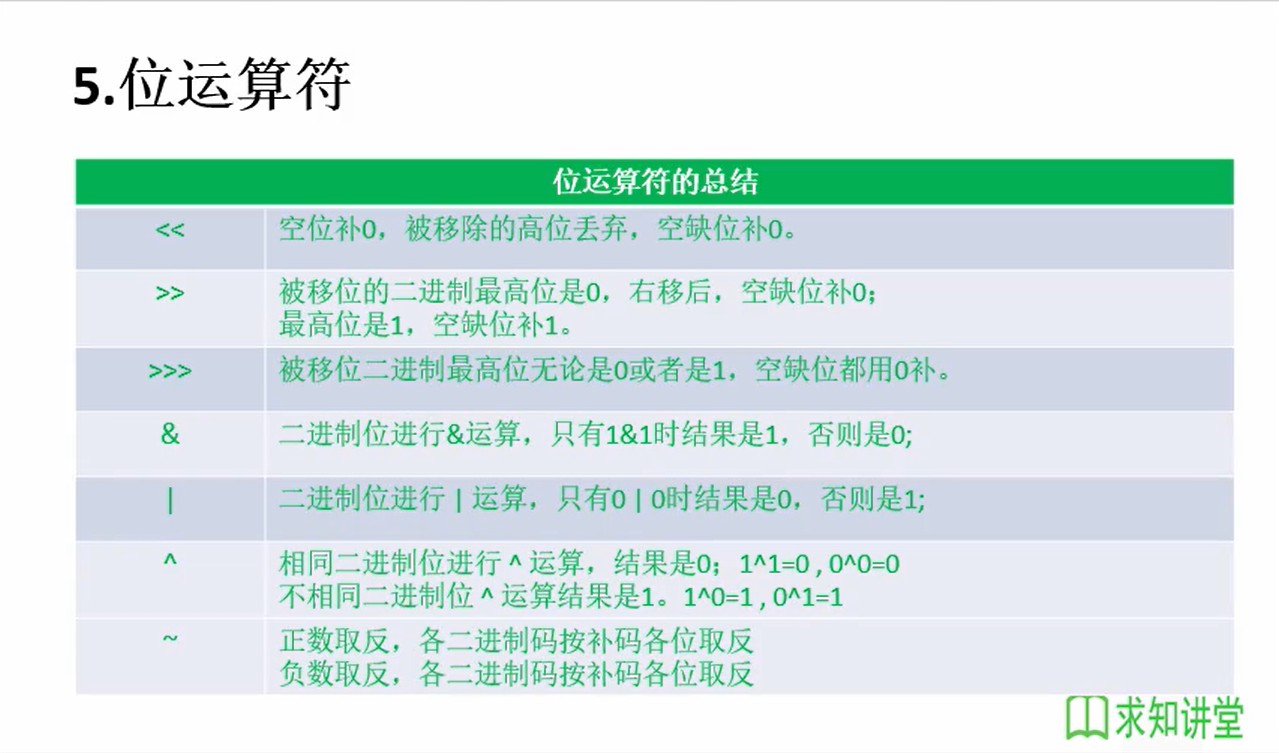 5.位运算符
位运算符的总结
<<
空位补0，被移除的高位丢弃，空缺位补0。
>>
被移位的二进制最高位是0，右移后，空缺位补0；
最高位是1，空缺位补1。
>>>
被移位二进制最高位无论是0或者是1，空缺位都用0补。
&
二进制位进行&运算，只有1&1时结果是1，否则是0;
|
二进制位进行 | 运算，只有0 | 0时结果是0，否则是1;
^
相同二进制位进行 ^ 运算，结果是0；1^1=0 , 0^0=0
不相同二进制位 ^ 运算结果是1。1^0=1 , 0^1=1
~
正数取反，各二进制码按补码各位取反
负数取反，各二进制码按补码各位取反
求知讲堂